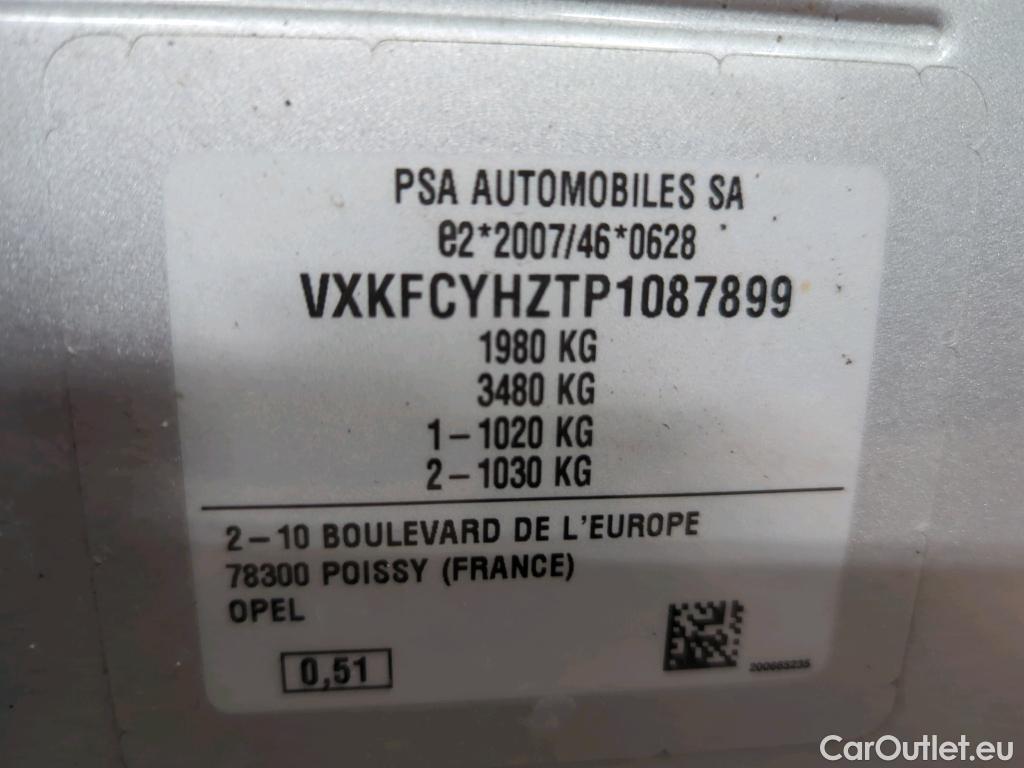 PSA AUTOMOBILES SA
e2*2007/46*0628
VXKFCYHZTP1087899
1980 KG
3480 KG
1-1020 KG
2-1030 KG
2-10 BOULEVARD DE L'EUROPE
78300 POISSY (FRANCE)
OPEL
0,51
200665235
CarOutlet.eu